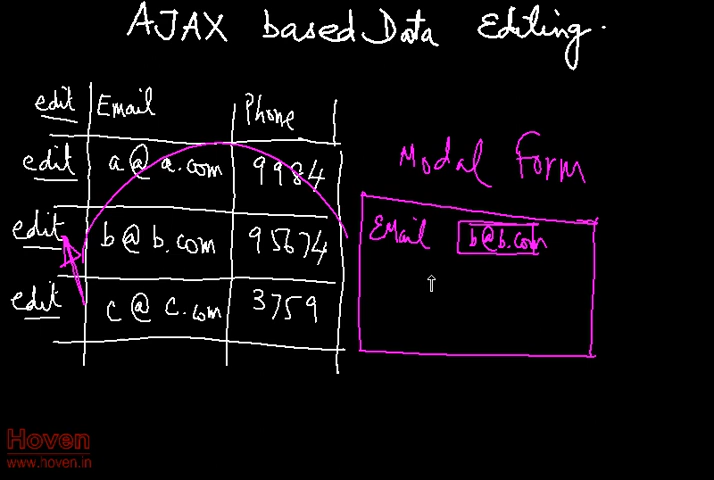 AJAX based Data Editing.
edit Email Phone
edit a@a.com 9984
Modal Form
edit b@b.com 95674
Email b@b.com
edit c@c.com 3759
Hoven
www.hoven.in